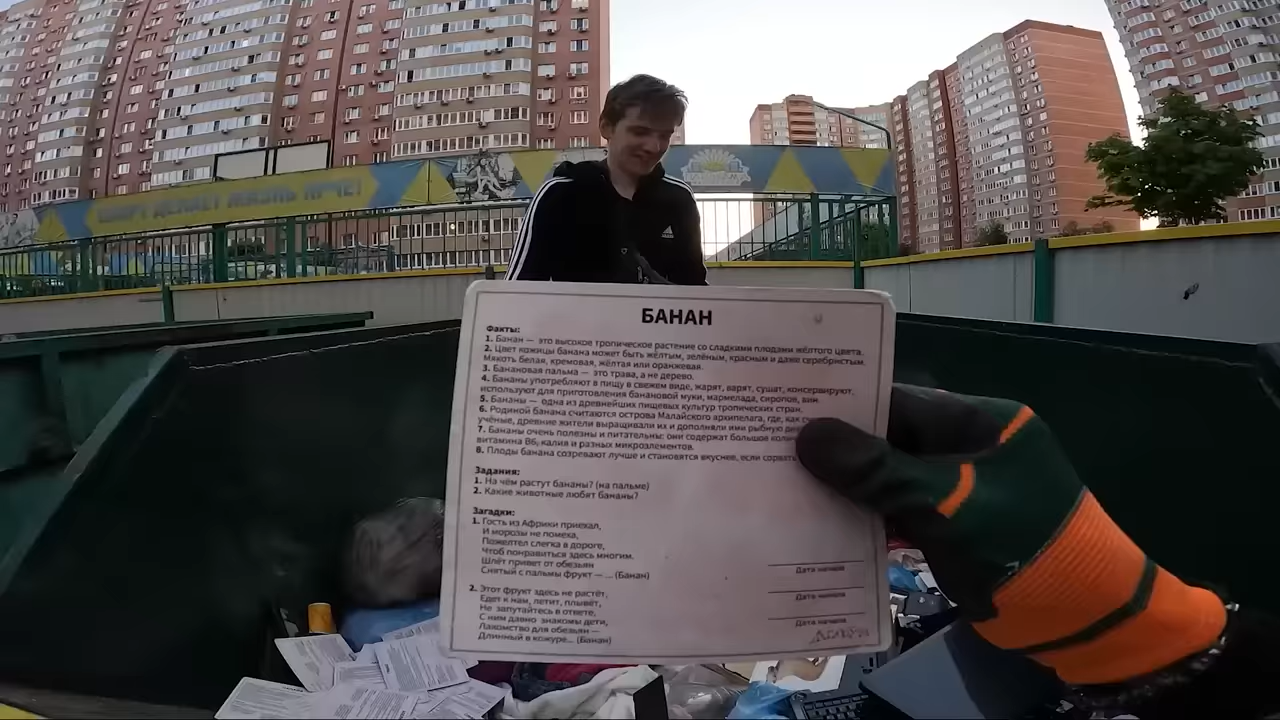 СПОРТ ДЕЛАЕТ ЖИЗНЬ ЯРЧЕ!
adidas
БАНАН
Факты:
1. Банан — это высокое тропическое растение со сладкими плодами жёлтого цвета.
2. Цвет кожицы банана может быть жёлтым, зелёным, красным и даже серебристым.
Мякоть белая, кремовая, жёлтая или оранжевая.
3. Банановая пальма — это трава, а не дерево.
4. Бананы употребляют в пищу в свежем виде, жарят, варят, сушат, консервируют,
используют для приготовления банановой муки, мармелада, сиропов, вин.
5. Бананы — одна из древнейших пищевых культур тропических стран.
6. Родиной банана считаются острова Малайского архипелага, где, как
учёные, древние жители выращивали их и дополняли ими рыбную
7. Бананы очень полезны и питательны: они содержат большое
витамина В6, калия и разных микроэлементов.
8. Плоды банана созревают лучше и становятся вкуснее, если сорвать
Задания:
1. На чём растут бананы? (на пальме)
2. Какие животные любят бананы?
Загадки:
1. Гость из Африки приехал,
И морозы не помеха,
Пожелтел слегка в дороге,
Чтоб понравиться здесь многим.
Шлёт привет от обезьян
Снятый с пальмы фрукт — ... (Банан)
2. Этот фрукт здесь не растёт,
Едет к нам, летит, плывёт,
Не запутайтесь в ответе,
С ним давно знакомы дети,
Лакомство для обезьян —
Длинный в кожуре... (Банан)
Дата начала
Дата начала
Дата начала